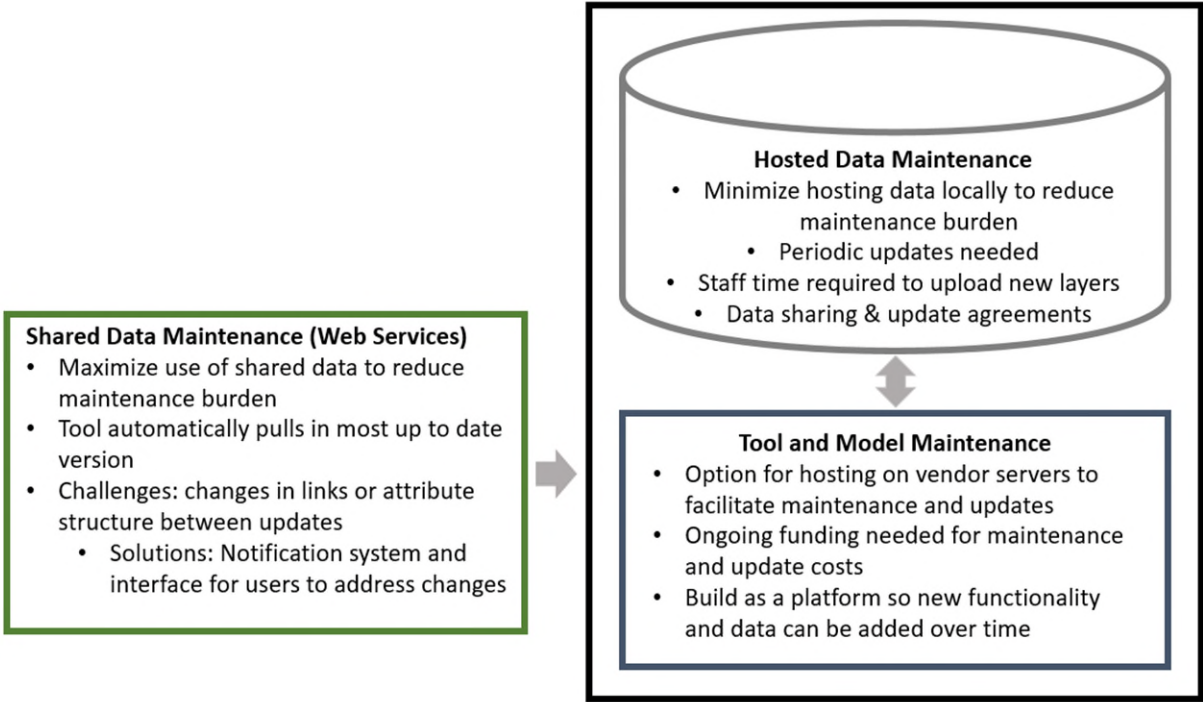 Shared Data Maintenance (Web Services)
• Maximize use of shared data to reduce
maintenance burden
• Tool automatically pulls in most up to date
version
• Challenges: changes in links or attribute
structure between updates
• Solutions: Notification system and
interface for users to address changes
Hosted Data Maintenance
• Minimize hosting data locally to reduce
maintenance burden
• Periodic updates needed
• Staff time required to upload new layers
• Data sharing & update agreements
Tool and Model Maintenance
• Option for hosting on vendor servers to
facilitate maintenance and updates
• Ongoing funding needed for maintenance
and update costs
• Build as a platform so new functionality
and data can be added over time